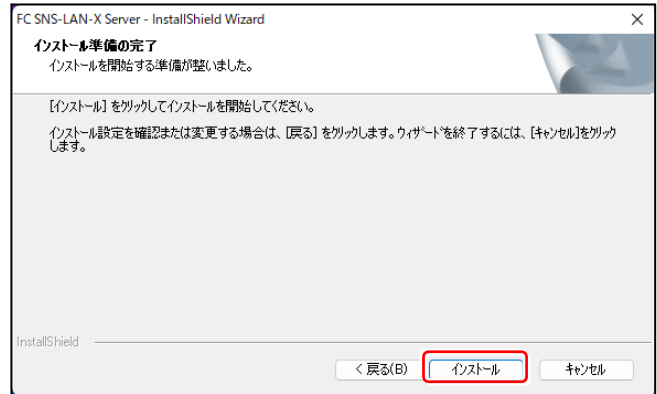 FC SNS-LAN-X Server - InstallShield Wizard
インストール準備の完了
インストールを開始する準備が整いました。
[インストール] をクリックしてインストールを開始してください。
インストール設定を確認または変更する場合は、[戻る] をクリックします。ウィザードを終了するには、[キャンセル]をクリック
します。
InstallShield
< 戻る(B) インストール キャンセル